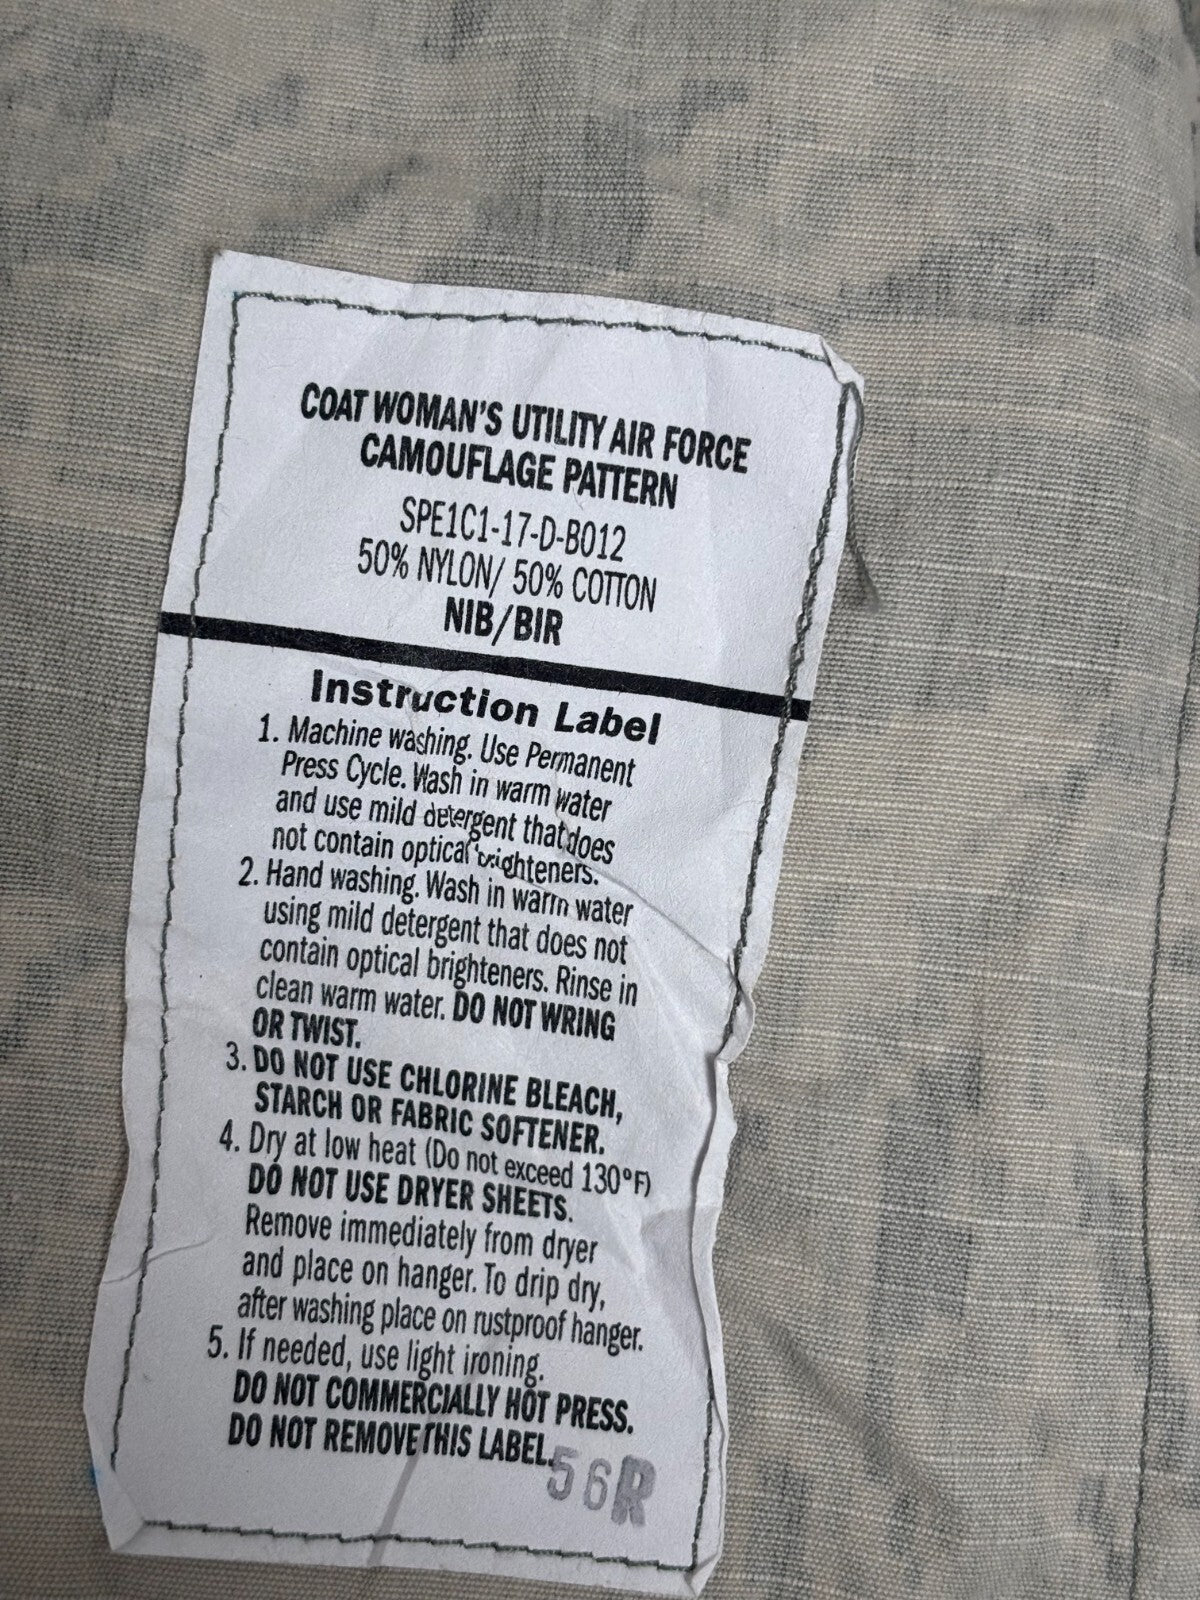 COAT WOMAN'S UTILITY AIR FORCE
CAMOUFLAGE PATTERN
SPE1C1-17-D-B012
50% NYLON/ 50% COTTON
NIB/BIR
Instruction Label
1. Machine washing. Use Permanent
Press Cycle. Wash in warm water
and use mild detergent that does
not contain optical brighteners.
2. Hand washing. Wash in warm water
using mild detergent that does not
contain optical brighteners. Rinse in
clean warm water. DO NOT WRING
OR TWIST.
3. DO NOT USE CHLORINE BLEACH,
STARCH OR FABRIC SOFTENER.
4. Dry at low heat (Do not exceed 130°F)
DO NOT USE DRYER SHEETS.
Remove immediately from dryer
and place on hanger. To drip dry,
after washing place on rustproof hanger.
5. If needed, use light ironing.
DO NOT COMMERCIALLY HOT PRESS.
DO NOT REMOVE THIS LABEL.
56R